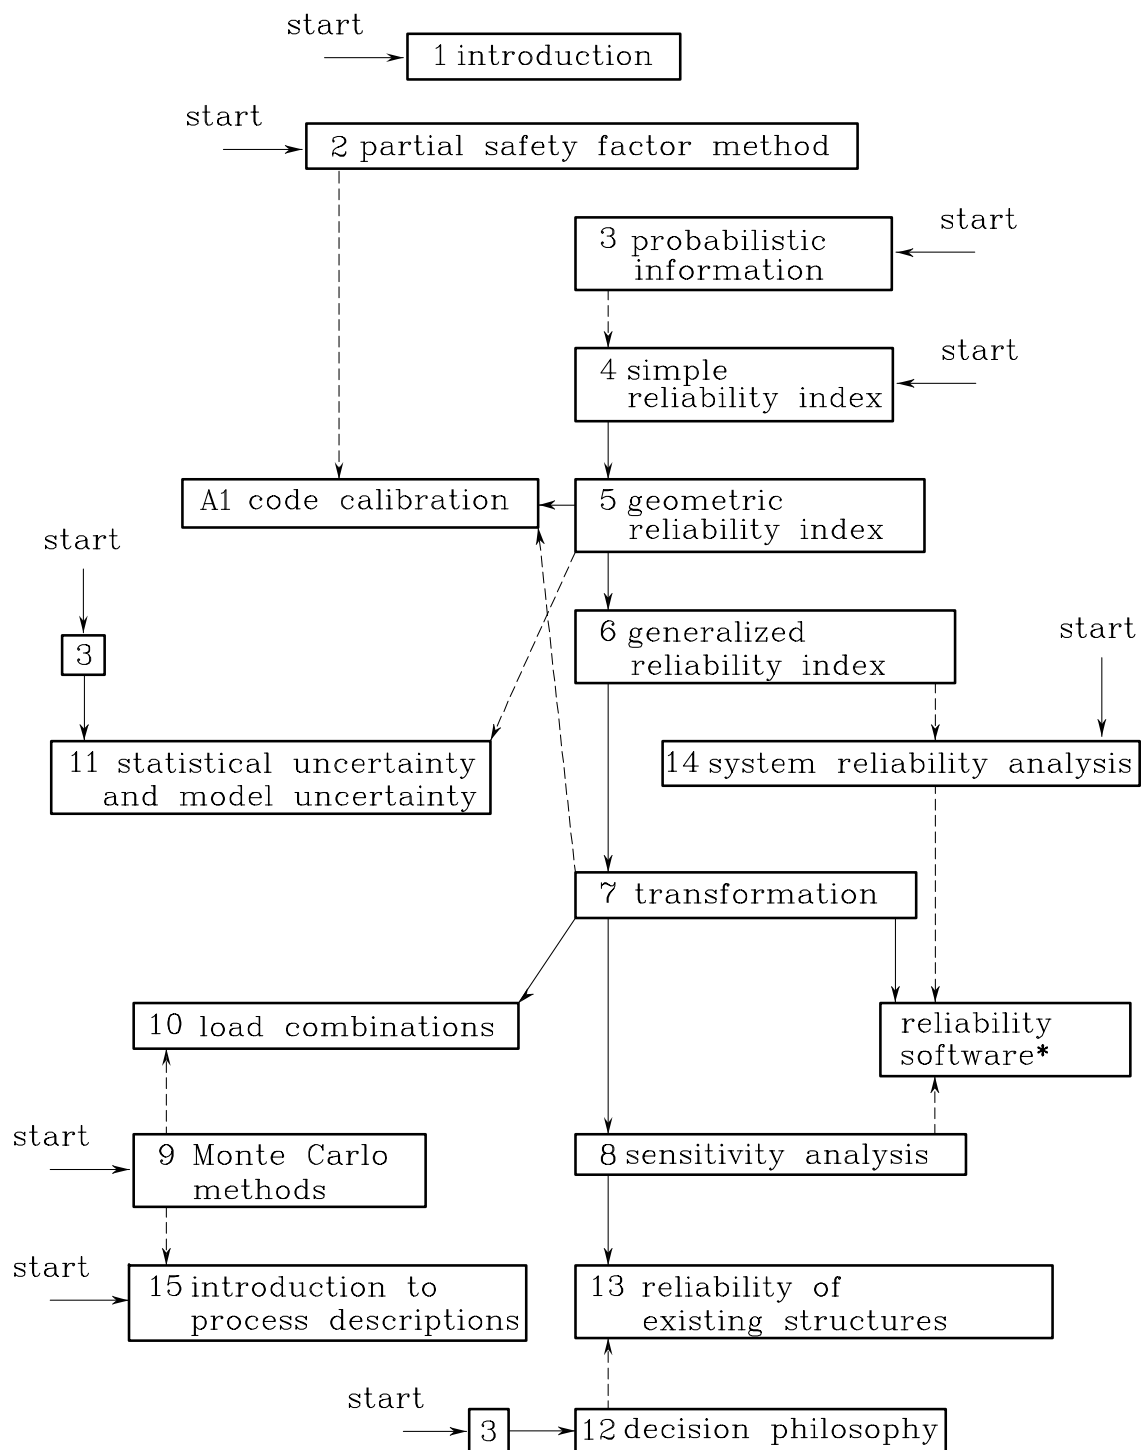 start
1 introduction
start
2 partial safety factor method
start
3 probabilistic
information
start
4 simple
reliability index
A1 code calibration
5 geometric
reliability index
start
3
6 generalized
reliability index
start
11 statistical uncertainty
and model uncertainty
14 system reliability analysis
7 transformation
10 load combinations
reliability
software*
start
9 Monte Carlo
methods
8 sensitivity analysis
start
15 introduction to
process descriptions
13 reliability of
existing structures
start
3
12 decision philosophy